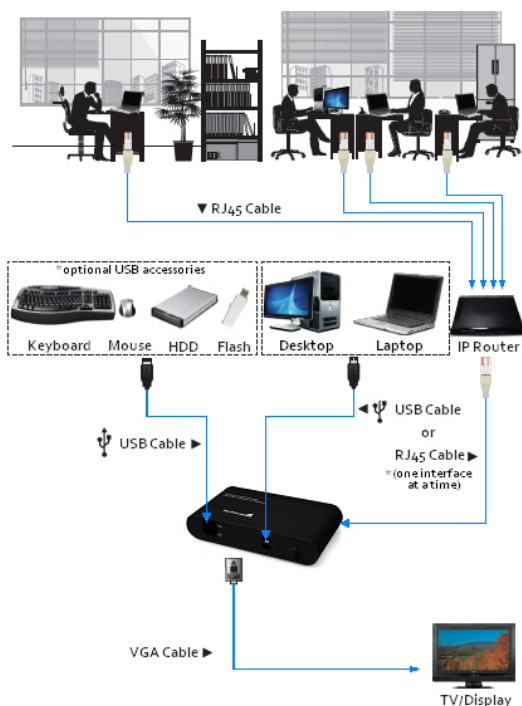 ▼ RJ45 Cable
*optional USB accessories
Keyboard Mouse HDD Flash
Desktop Laptop
IP Router
USB Cable ►
◄ USB Cable
or
RJ45 Cable ►
*(one interface
at a time)
VGA Cable ►
TV/Display